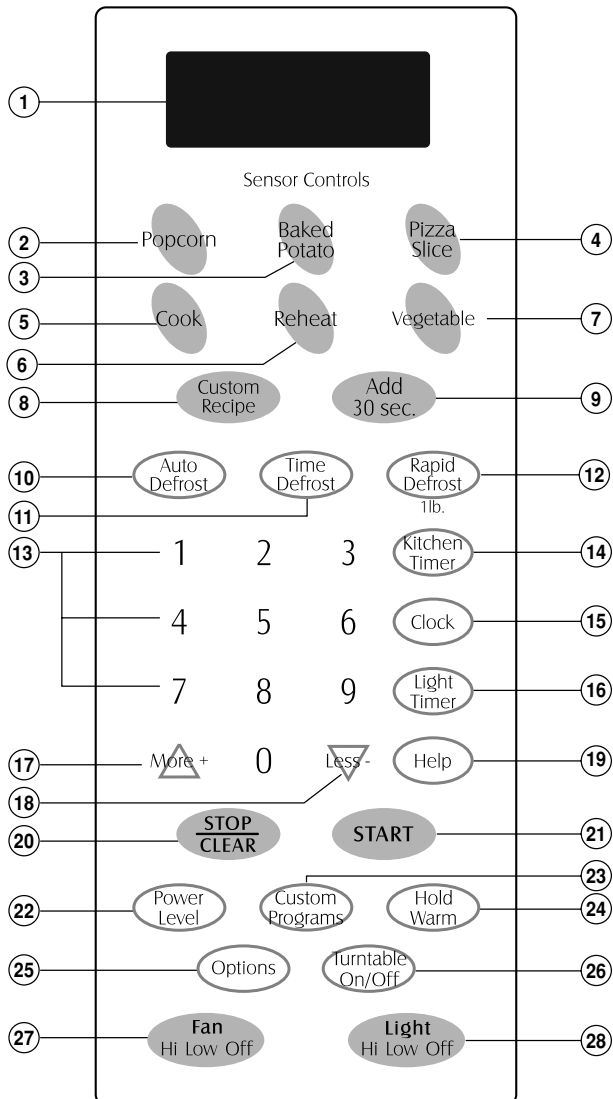 1
Sensor Controls
2
Popcorn
Baked
Potato
3
Pizza
Slice
4
5
Cook
Reheat
6
Vegetable
7
8
Custom
Recipe
Add
30 sec.
9
10
Auto
Defrost
Time
Defrost
11
Rapid
Defrost
1lb.
12
13
1 2 3
Kitchen
Timer
14
4 5 6
Clock
15
7 8 9
Light
Timer
16
17
More +
0
Less -
18
Help
19
20
STOP
CLEAR
START
21
22
Power
Level
Custom
Programs
23
Hold
Warm
24
25
Options
Turntable
On/Off
26
27
Fan
Hi Low Off
Light
Hi Low Off
28